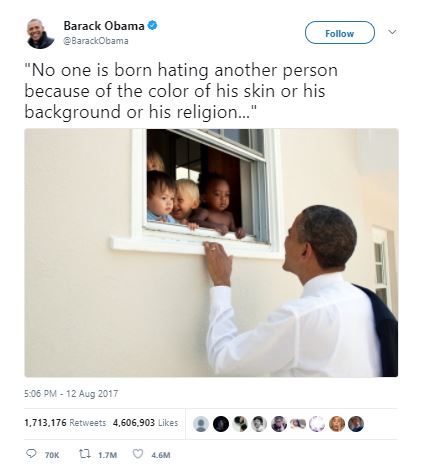 Barack Obama
@BarackObama
Follow
"No one is born hating another person
because of the color of his skin or his
background or his religion..."
5:06 PM - 12 Aug 2017
1,713,176 Retweets 4,606,903 Likes
70K 1.7M 4.6M